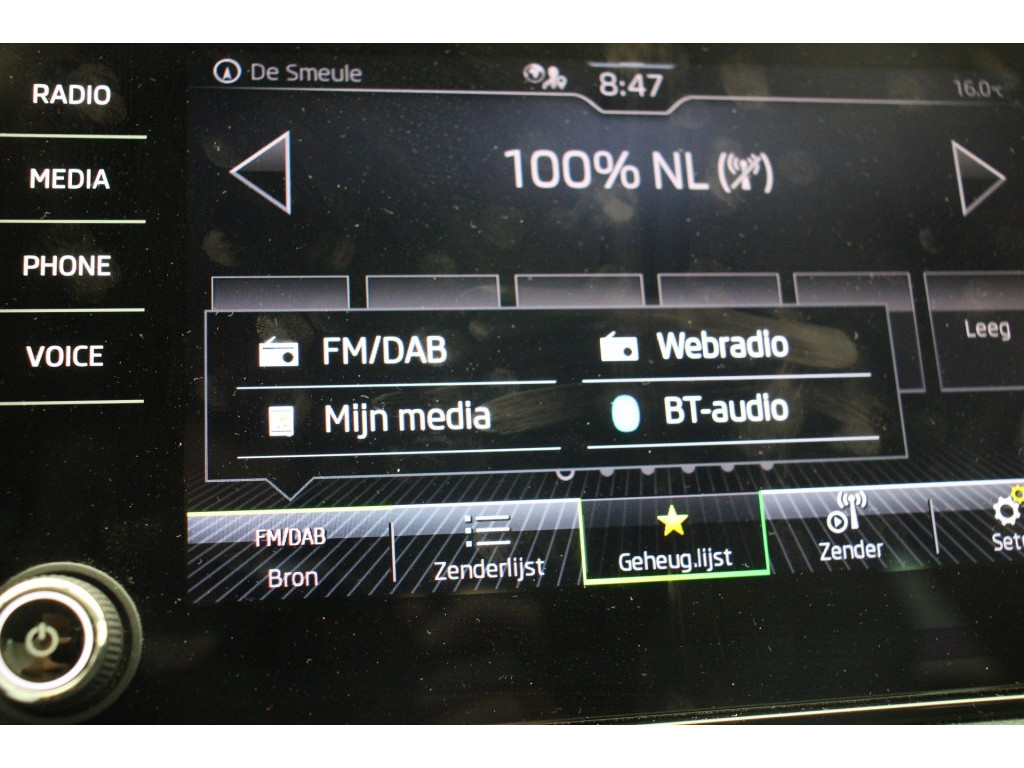 De Smeule
8:47
16.0°C
RADIO
MEDIA
PHONE
VOICE
100% NL
Leeg
FM/DAB
Webradio
Mijn media
BT-audio
FM/DAB
Bron
Zenderlijst
Geheug.lijst
Zender